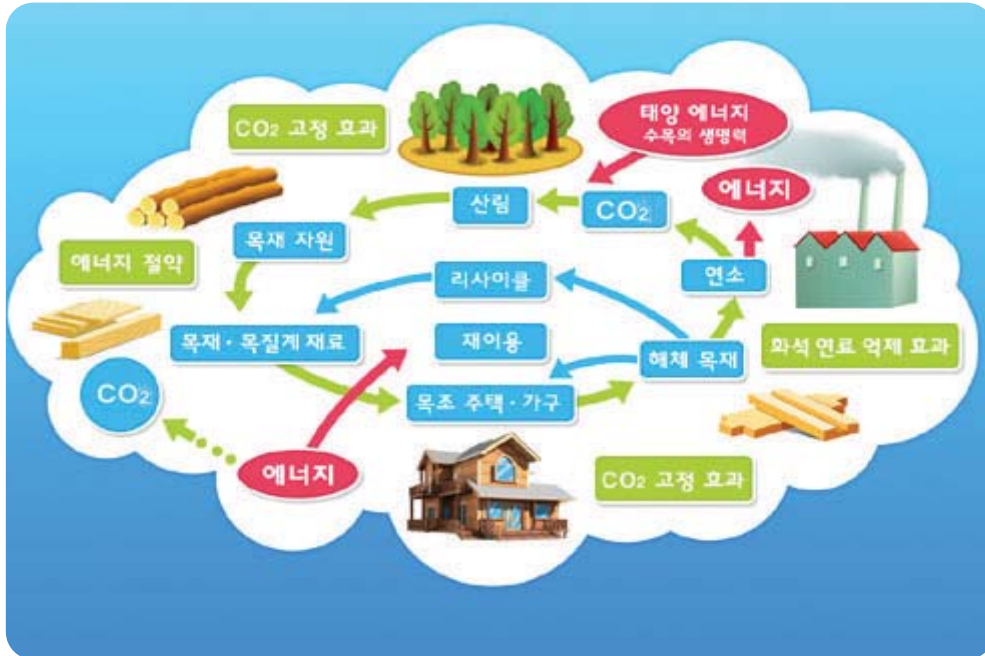 태양 에너지
수목의 생명력
CO₂ 고정 효과
에너지
산림
CO₂
목재 자원
에너지 절약
리사이클
연소
목재·목질계 재료
재이용
해체 목재
화석 연료 억제 효과
CO₂
목조 주택·가구
에너지
CO₂ 고정 효과